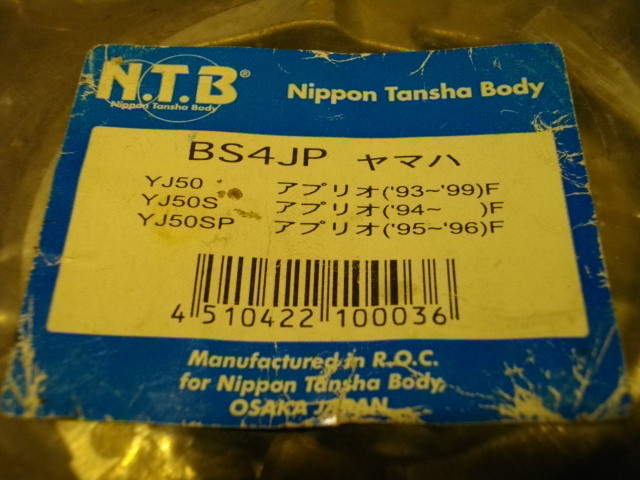 N.T.B®
Nippon Tansha Body
Nippon Tansha Body
BS4JP ヤマハ
YJ50 アプリオ('93~'99)F
YJ50S アプリオ('94~ )F
YJ50SP アプリオ('95~'96)F
4 510422 100036
Manufactured in R.O.C.
for Nippon Tansha Body,
OSAKA JAPAN